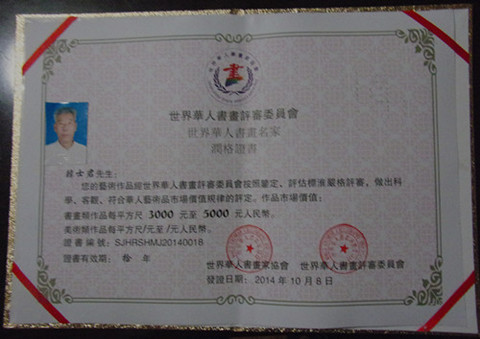 世界華人書畫評審委員會
世界華人書畫名家
潤格證書
士君先生：
您的藝術作品經世界華人書畫評審委員會按照鑒定、評估標準嚴格評審，做出科
學、客觀、符合華人藝術品市場價值規律的評定。作品市場價值：
書畫類作品每平方尺 3000 元至 5000 元人民幣。
美術類作品每平方尺/元至 /元人民幣。
證書編號：SJHRSHMJ20140018
證書有效期：拾 年
世界華人書畫家協會 世界華人書畫評審委員會
發證日期：2014 年 10 月 8 日